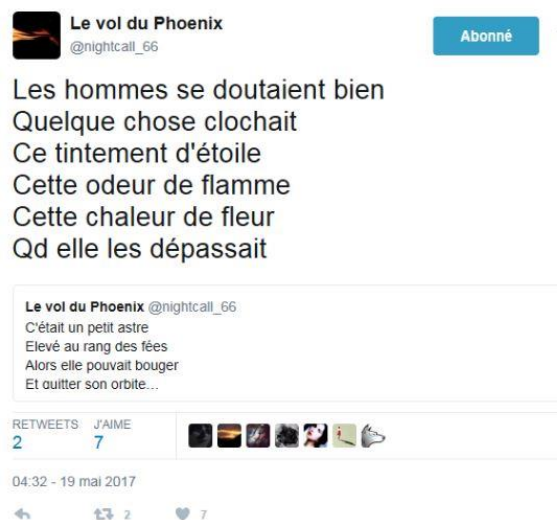 Le vol du Phoenix
@nightcall_66
Abonné
Les hommes se doutaient bien
Quelque chose clochait
Ce tintement d'étoile
Cette odeur de flamme
Cette chaleur de fleur
Qd elle les dépassait
Le vol du Phoenix @nightcall_66
C'était un petit astre
Elevé au rang des fées
Alors elle pouvait bouger
Et quitter son orbite…
RETWEETS J'AIME
2 7
04:32 - 19 mai 2017
2 7